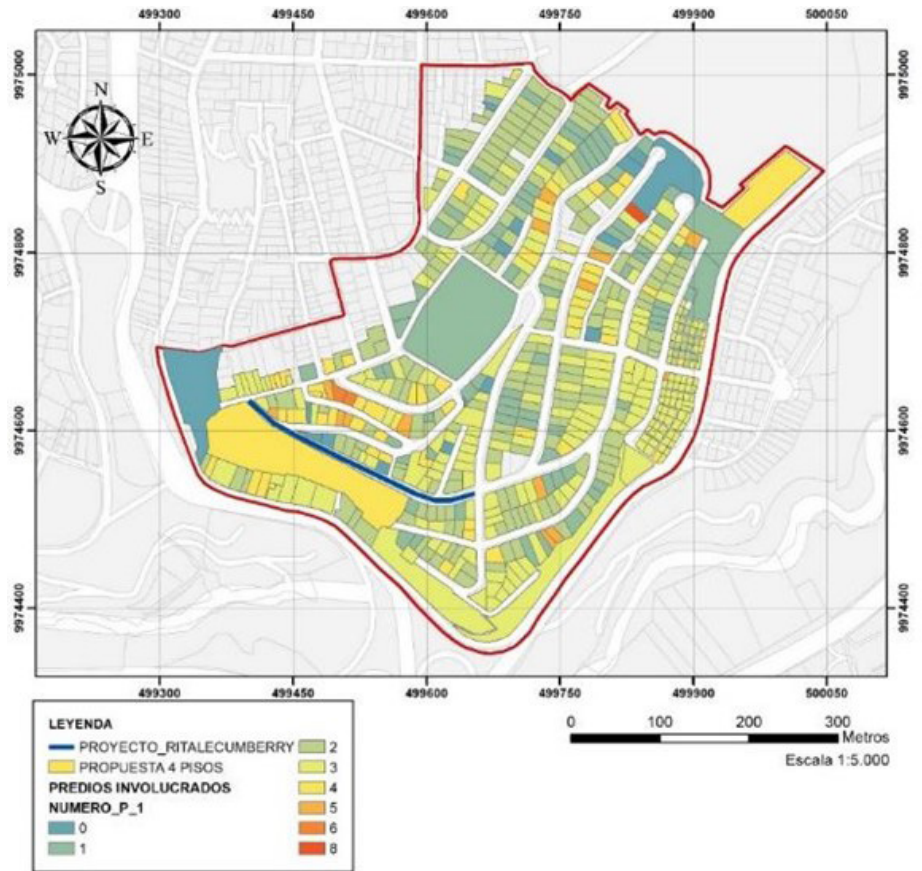 499300 499450 499600 499750 499900 500050
9975000 9975000
N
W E
S
9974800 9974800
9974600 9974600
9974400 9974400
499300 499450 499600 499750 499900 500050
LEYENDA
PROYECTO_RITALECUMBERRY
PROPUESTA 4 PISOS
PREDIOS INVOLUCRADOS
NUMERO_P_1
0
1
2
3
4
5
6
8
0 100 200 300
Metros
Escala 1:5.000